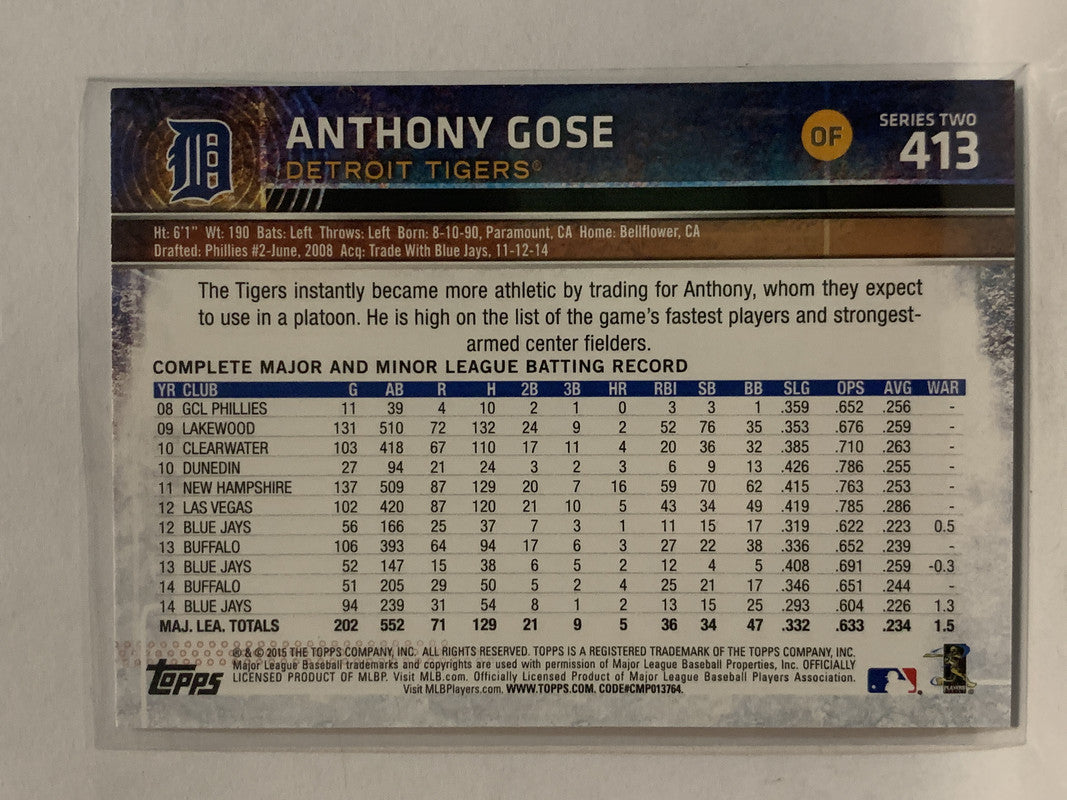 D
ANTHONY GOSE
DETROIT TIGERS®
OF
SERIES TWO
413
Ht: 6'1" Wt: 190 Bats: Left Throws: Left Born: 8-10-90, Paramount, CA Home: Bellflower, CA
Drafted: Phillies #2-June, 2008 Acq: Trade With Blue Jays, 11-12-14
The Tigers instantly became more athletic by trading for Anthony, whom they expect
to use in a platoon. He is high on the list of the game's fastest players and strongest-
armed center fielders.
COMPLETE MAJOR AND MINOR LEAGUE BATTING RECORD
YR CLUB G AB R H 2B 3B HR RBI SB BB SLG OPS AVG WAR
08 GCL PHILLIES 11 39 4 10 2 1 0 3 3 1 .359 .652 .256 -
09 LAKEWOOD 131 510 72 132 24 9 2 52 76 35 .353 .676 .259 -
10 CLEARWATER 103 418 67 110 17 11 4 20 36 32 .385 .710 .263 -
10 DUNEDIN 27 94 21 24 3 2 3 6 9 13 .426 .786 .255 -
11 NEW HAMPSHIRE 137 509 87 129 20 7 16 59 70 62 .415 .763 .253 -
12 LAS VEGAS 102 420 87 120 21 10 5 43 34 49 .419 .785 .286 -
12 BLUE JAYS 56 166 25 37 7 3 1 11 15 17 .319 .622 .223 0.5
13 BUFFALO 106 393 64 94 17 6 3 27 22 38 .336 .652 .239 -
13 BLUE JAYS 52 147 15 38 6 5 2 12 4 5 .408 .691 .259 -0.3
14 BUFFALO 51 205 29 50 5 2 4 25 21 17 .346 .651 .244 -
14 BLUE JAYS 94 239 31 54 8 1 2 13 15 25 .293 .604 .226 1.3
MAJ. LEA. TOTALS 202 552 71 129 21 9 5 36 34 47 .332 .633 .234 1.5
® & © 2015 THE TOPPS COMPANY, INC. ALL RIGHTS RESERVED. TOPPS IS A REGISTERED TRADEMARK OF THE TOPPS COMPANY, INC.
Major League Baseball trademarks and copyrights are used with permission of Major League Baseball Properties, Inc. OFFICIALLY
LICENSED PRODUCT OF MLBP. Visit MLB.com. Officially Licensed Product of Major League Baseball Players Association.
Visit MLBPlayers.com. WWW.TOPPS.COM. CODE#CMP013764.
Topps
PLAYERS